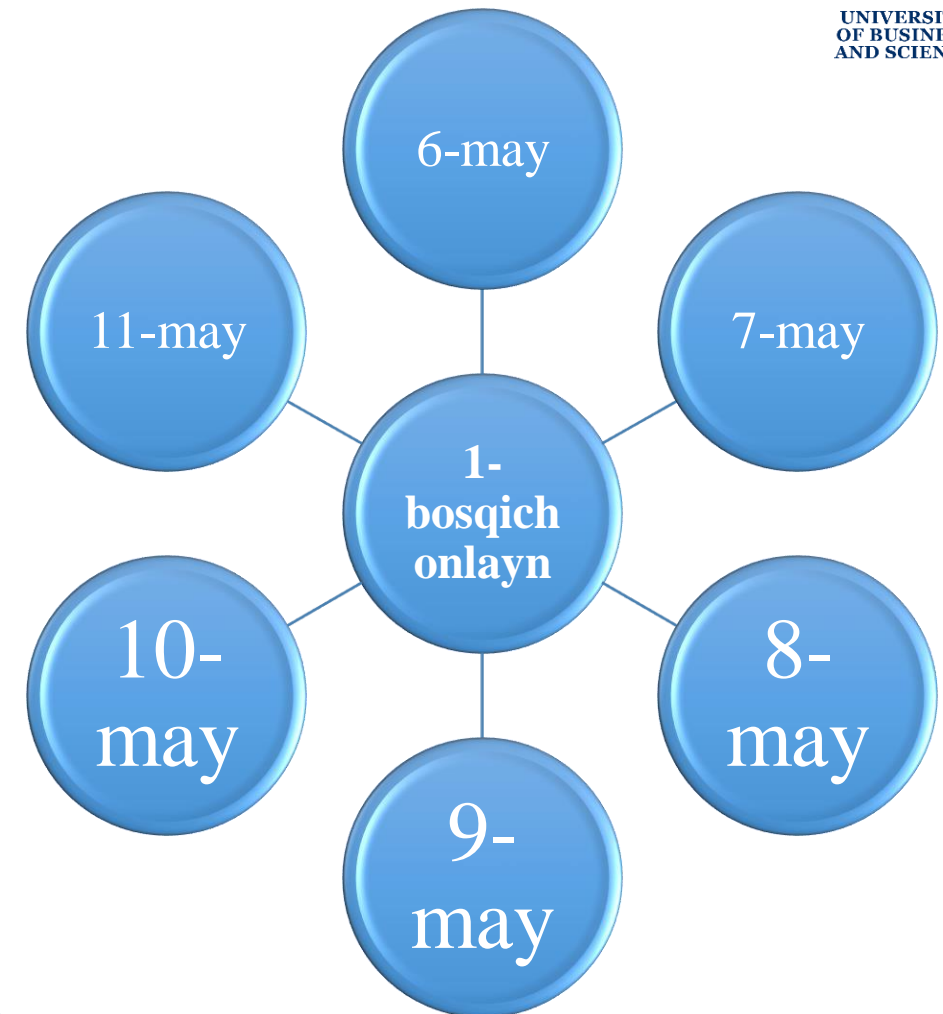 UNIVERSI
OF BUSINE
AND SCIEN
6-may
11-may
7-may
1-
bosqich
onlayn
10-
may
8-
may
9-
may